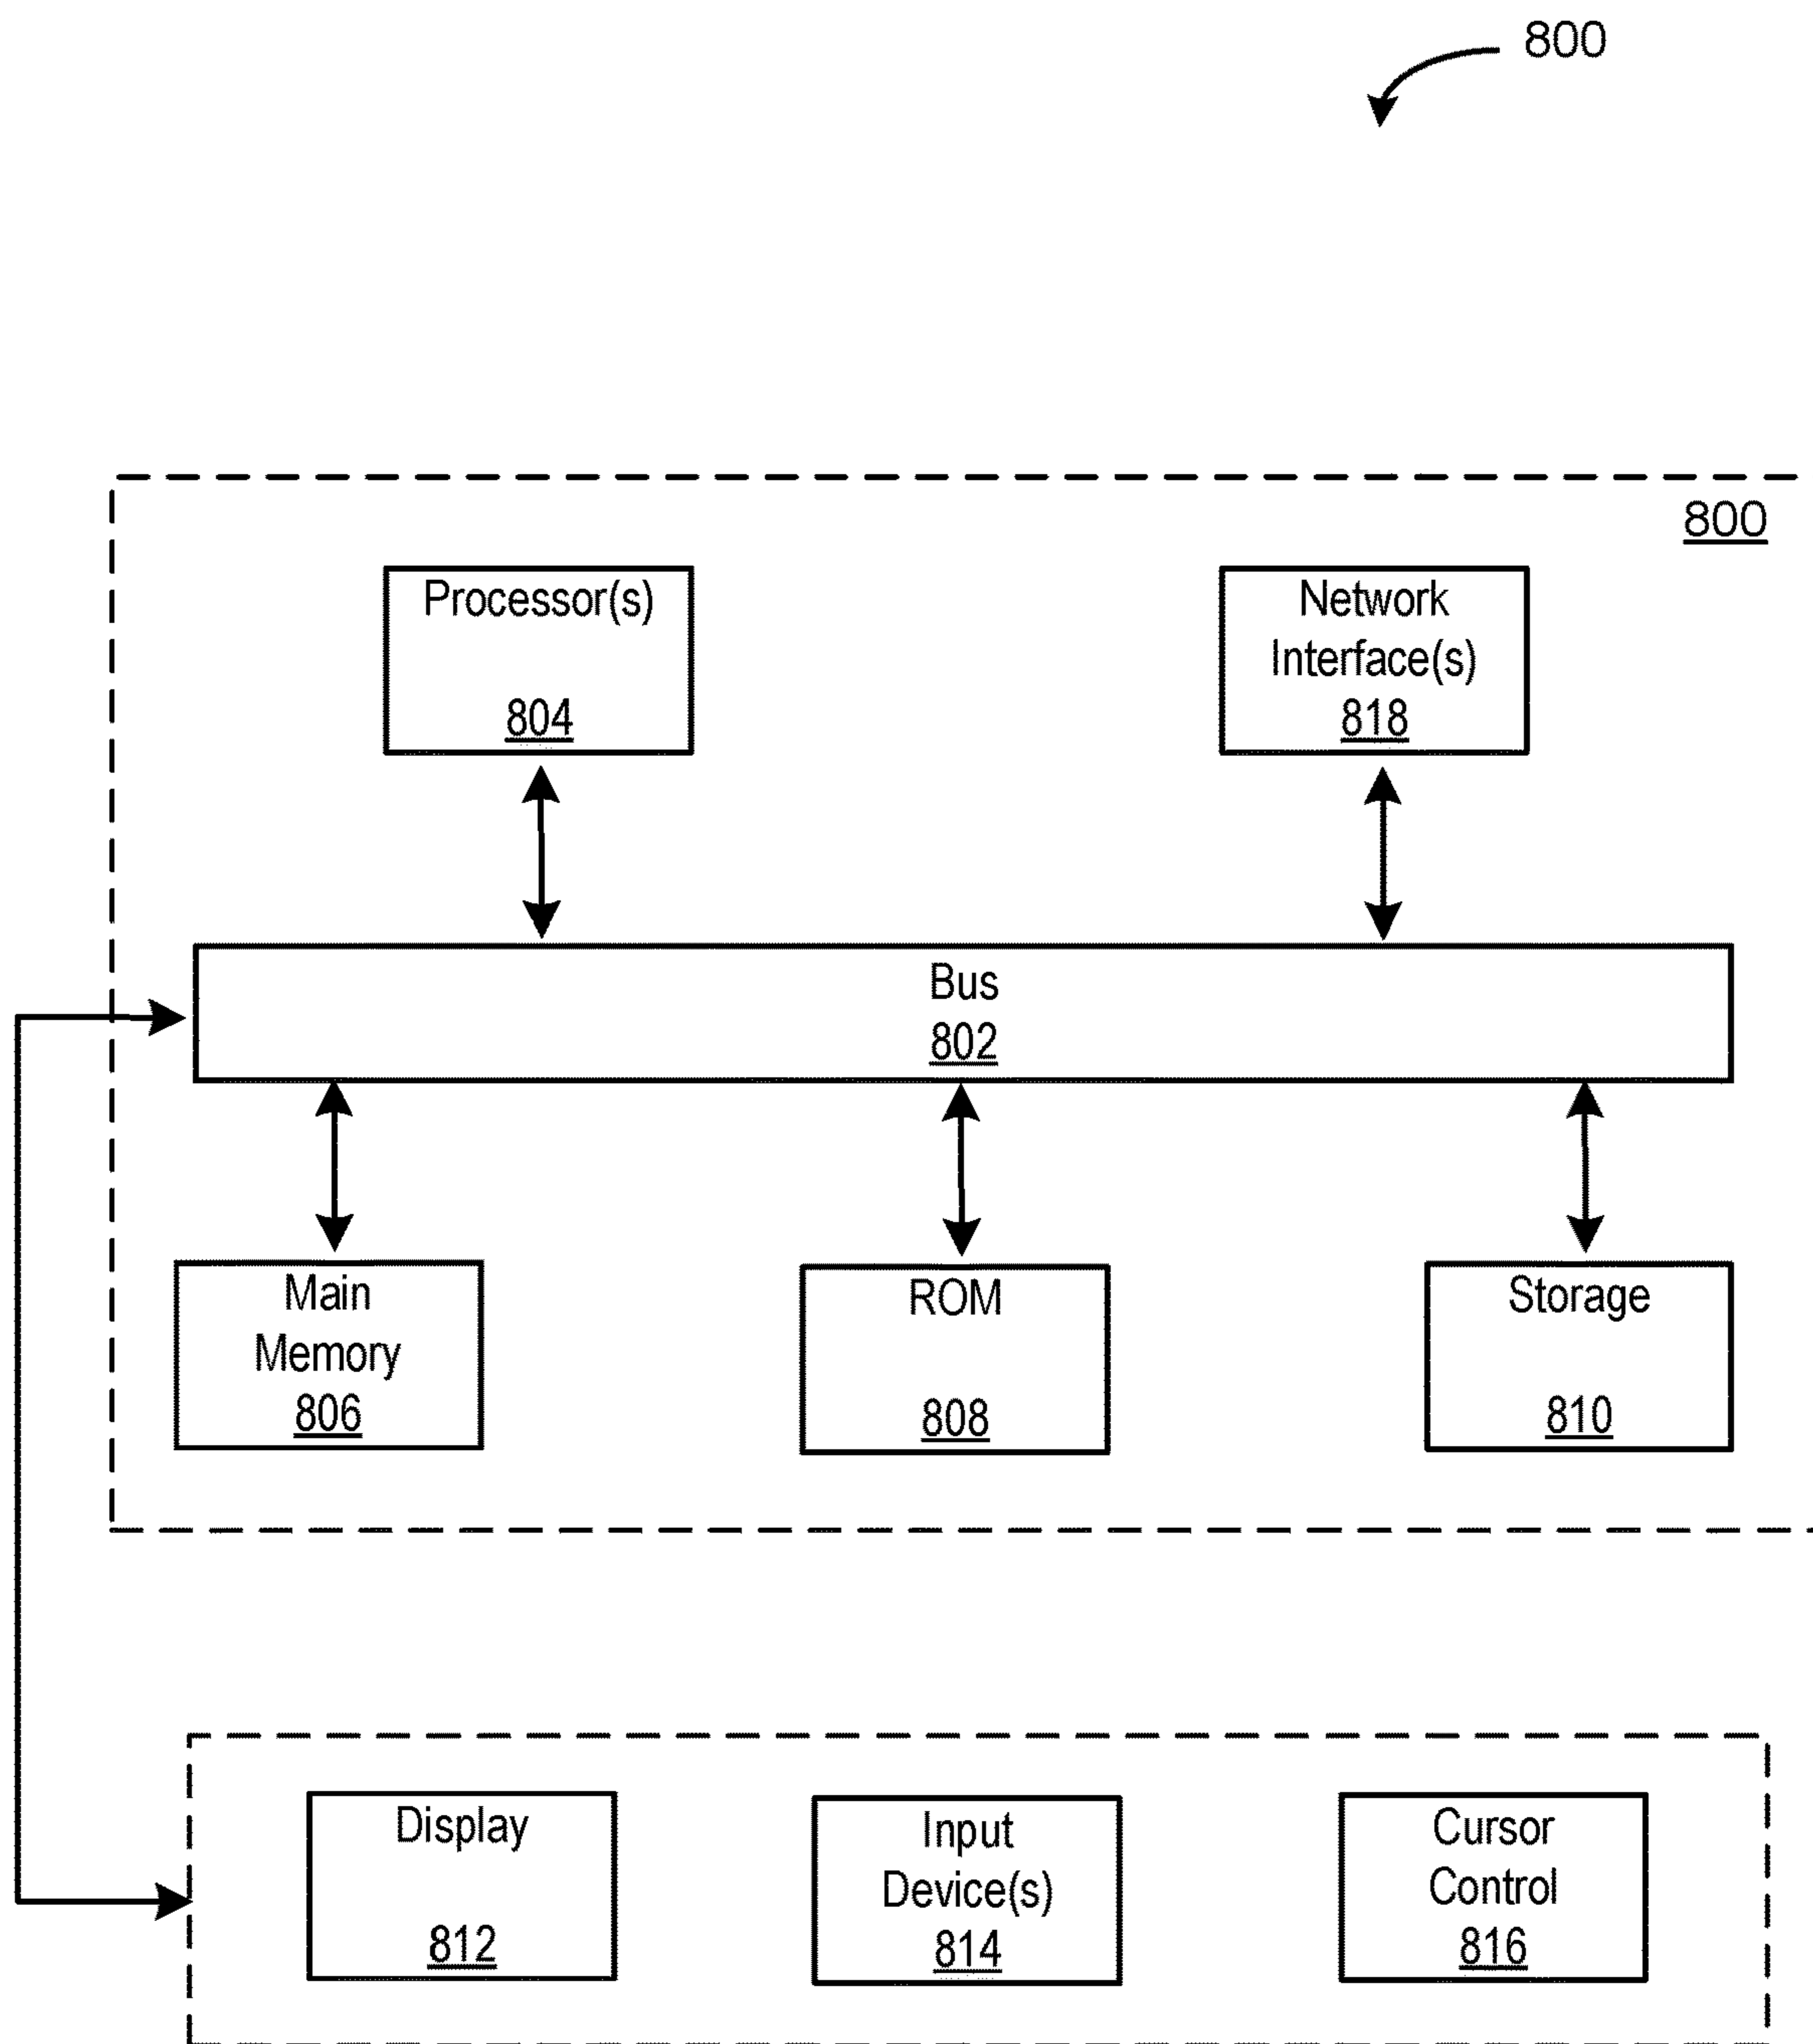 800
800
Processor(s)
804
Network
Interface(s)
818
Bus
802
Main
Memory
806
ROM
808
Storage
810
Display
812
Input
Device(s)
814
Cursor
Control
816